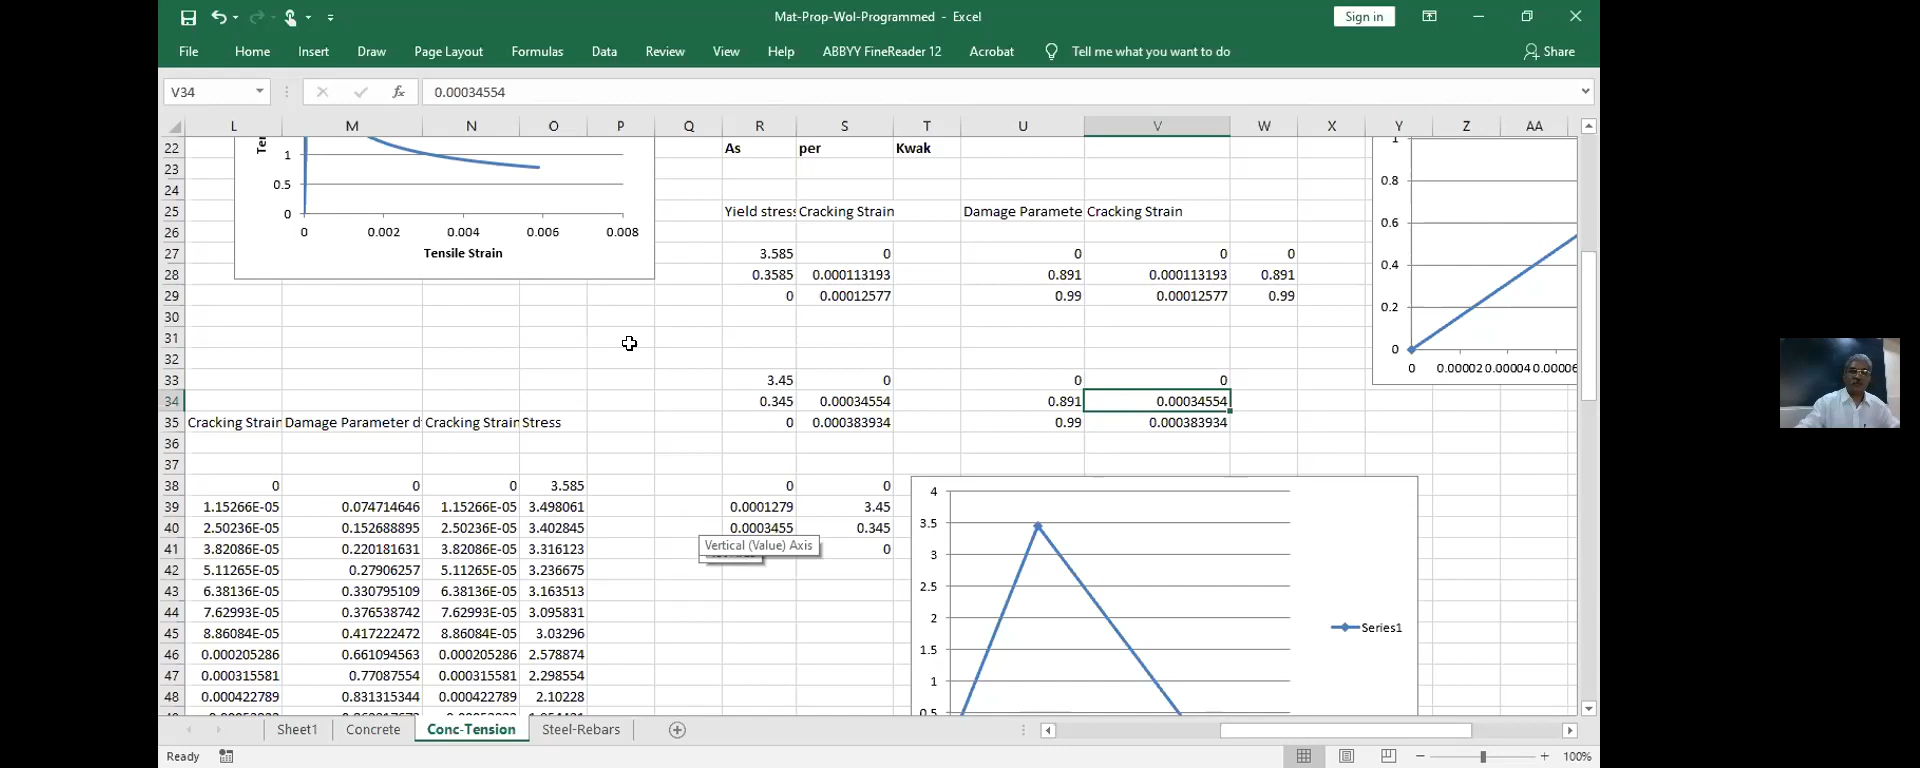 Mat-Prop-Wol-Programmed - Excel
Sign in
File Home Insert Draw Page Layout Formulas Data Review View Help ABBYY FineReader 12 Acrobat Tell me what you want to do Share
V34 fx 0.00034554
L M N O P Q R S T U V W X Y Z AA
22 As per Kwak
23
24
25 Yield stress Cracking Strain Damage Paramete Cracking Strain
26
27 3.585 0 0 0 0
28 0.3585 0.000113193 0.891 0.000113193 0.891
29 0 0.00012577 0.99 0.00012577 0.99
30
31
32
33 3.45 0 0 0
34 0.345 0.00034554 0.891 0.00034554
35 Cracking Strain Damage Parameter d Cracking Strain Stress 0 0.000383934 0.99 0.000383934
36
37
38 0 0 0 3.585 0 0
39 1.15266E-05 0.074714646 1.15266E-05 3.498061 0.0001279 3.45
40 2.50236E-05 0.152688895 2.50236E-05 3.402845 0.0003455 0.345
41 3.82086E-05 0.220181631 3.82086E-05 3.316123 0
42 5.11265E-05 0.27906257 5.11265E-05 3.236675
43 6.38136E-05 0.330795109 6.38136E-05 3.163513
44 7.62993E-05 0.376538742 7.62993E-05 3.095831
45 8.86084E-05 0.417222472 8.86084E-05 3.03296
46 0.000205286 0.661094563 0.000205286 2.578874
47 0.000315581 0.77087554 0.000315581 2.298554
48 0.000422789 0.831315344 0.000422789 2.10228
1
0.5
0
0 0.002 0.004 0.006 0.008
Tensile Strain
1
0.8
0.6
0.4
0.2
0
0 0.00002 0.00004 0.00006
Vertical (Value) Axis
4
3.5
3
2.5
2
1.5
1
0.5
Series1
Sheet1 Concrete Conc-Tension Steel-Rebars
Ready 100%